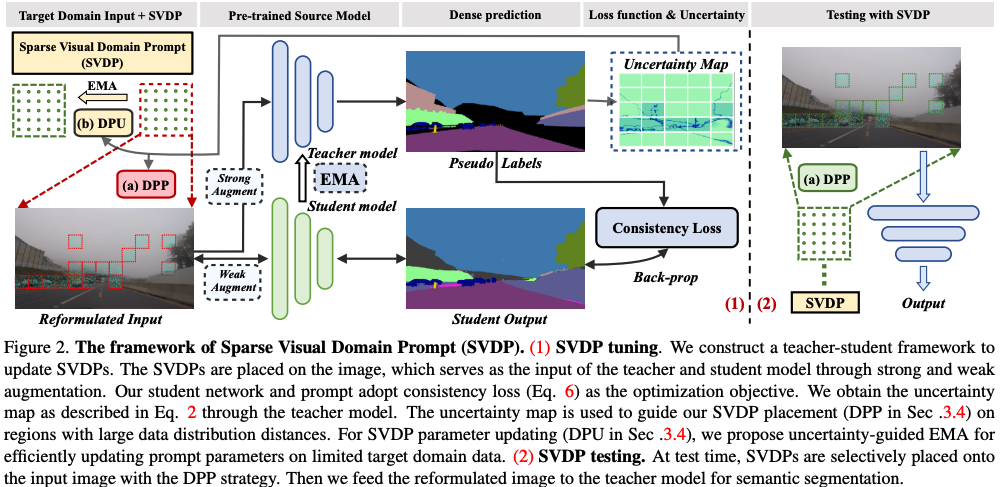 Target Domain Input + SVDP
Pre-trained Source Model
Dense prediction
Loss function & Uncertainty
Testing with SVDP
Sparse Visual Domain Prompt
(SVDP)
EMA
(b) DPU
(a) DPP
Reformulated Input
Strong
Augment
Weak
Augment
Teacher model
EMA
Student model
Pseudo Labels
Student Output
Uncertainty Map
Consistency Loss
Back-prop
(1)
(2)
(a) DPP
SVDP
Output
Figure 2. The framework of Sparse Visual Domain Prompt (SVDP). (1) SVDP tuning. We construct a teacher-student framework to
update SVDPs. The SVDPs are placed on the image, which serves as the input of the teacher and student model through strong and weak
augmentation. Our student network and prompt adopt consistency loss (Eq. 6) as the optimization objective. We obtain the uncertainty
map as described in Eq. 2 through the teacher model. The uncertainty map is used to guide our SVDP placement (DPP in Sec .3.4) on
regions with large data distribution distances. For SVDP parameter updating (DPU in Sec .3.4), we propose uncertainty-guided EMA for
efficiently updating prompt parameters on limited target domain data. (2) SVDP testing. At test time, SVDPs are selectively placed onto
the input image with the DPP strategy. Then we feed the reformulated image to the teacher model for semantic segmentation.